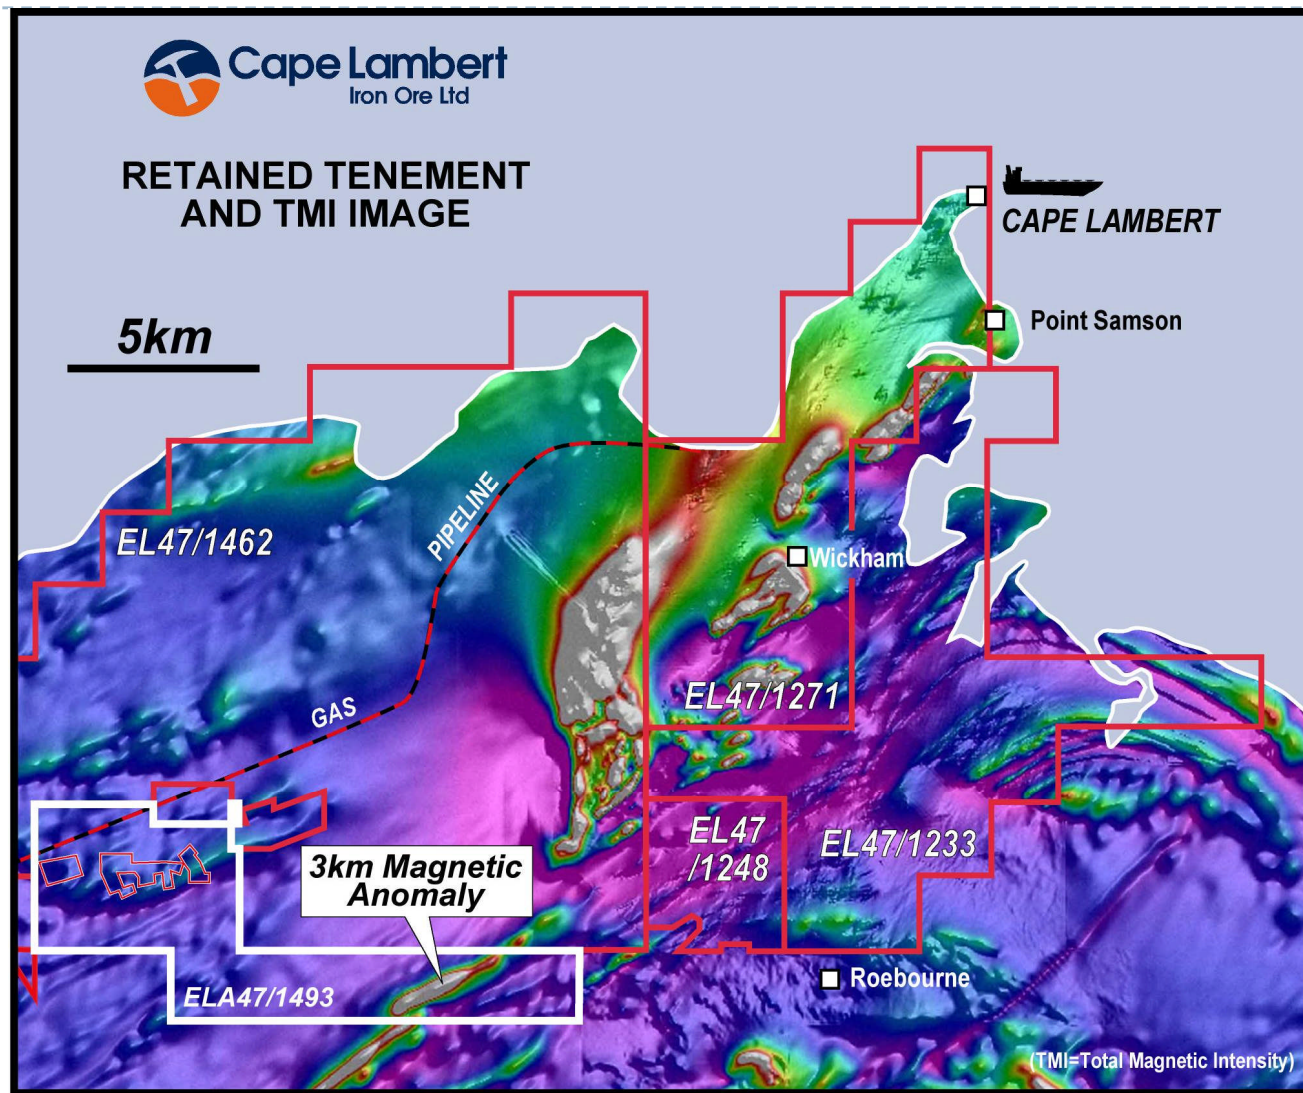 Cape Lambert
Iron Ore Ltd
RETAINED TENEMENT
AND TMI IMAGE
CAPE LAMBERT
5km
Point Samson
PIPELINE
EL47/1462
Wickham
EL47/1271
GAS
EL47
/1248
EL47/1233
3km Magnetic
Anomaly
Roebourne
ELA47/1493
(TMI=Total Magnetic Intensity)